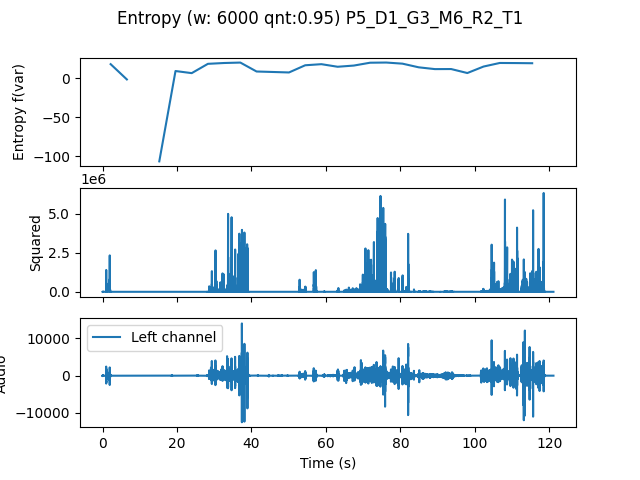 Entropy (w: 6000 qnt:0.95) P5_D1_G3_M6_R2_T1
Entropy f(var)
0
−50
−100
1e6
Squared
5.0
2.5
0.0
Audio
10000
0
−10000
Left channel
0 20 40 60 80 100 120
Time (s)